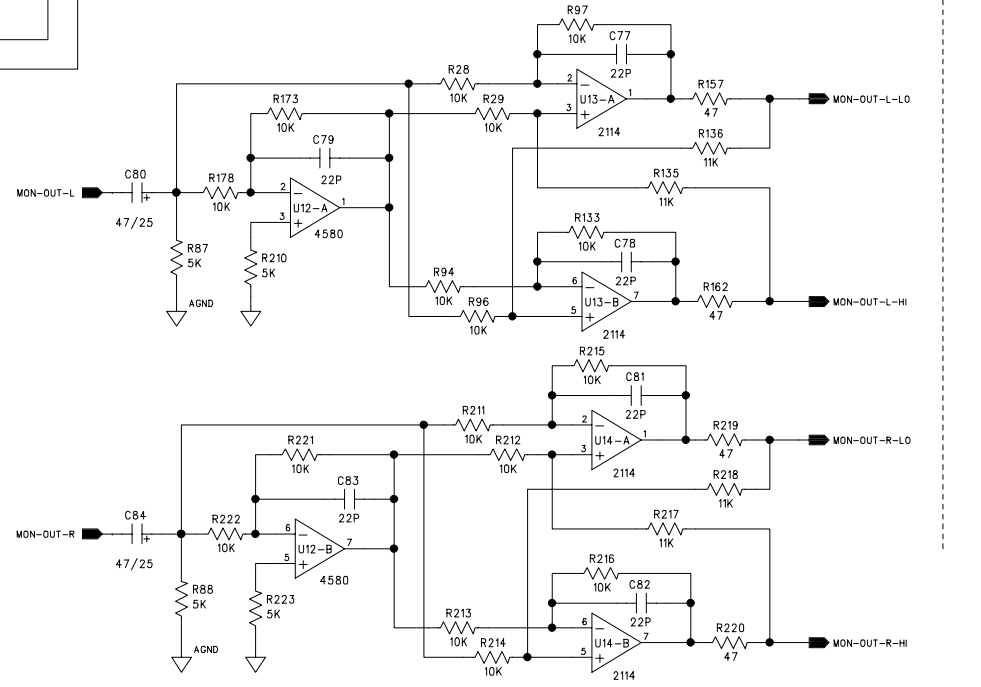 R97
10K
C77
22P
R28
10K
2
U13-A
1
3
2114
R157
47
MON-OUT-L-LO
R173
10K
R29
10K
C79
22P
R136
11K
R135
11K
C80
MON-OUT-L
47/25
R178
10K
2
U12-A
1
3
4580
R133
10K
C78
22P
R87
5K
R210
5K
R94
10K
6
U13-B
7
5
2114
R162
47
MON-OUT-L-HI
AGND
R96
10K
R215
10K
C81
22P
R211
10K
2
U14-A
1
3
2114
R219
47
MON-OUT-R-LO
R221
10K
R212
10K
C83
22P
R218
11K
R217
11K
C84
MON-OUT-R
47/25
R222
10K
6
U12-B
7
5
4580
R216
10K
C82
22P
R88
5K
R223
5K
R213
10K
6
U14-B
7
5
2114
R220
47
MON-OUT-R-HI
AGND
R214
10K